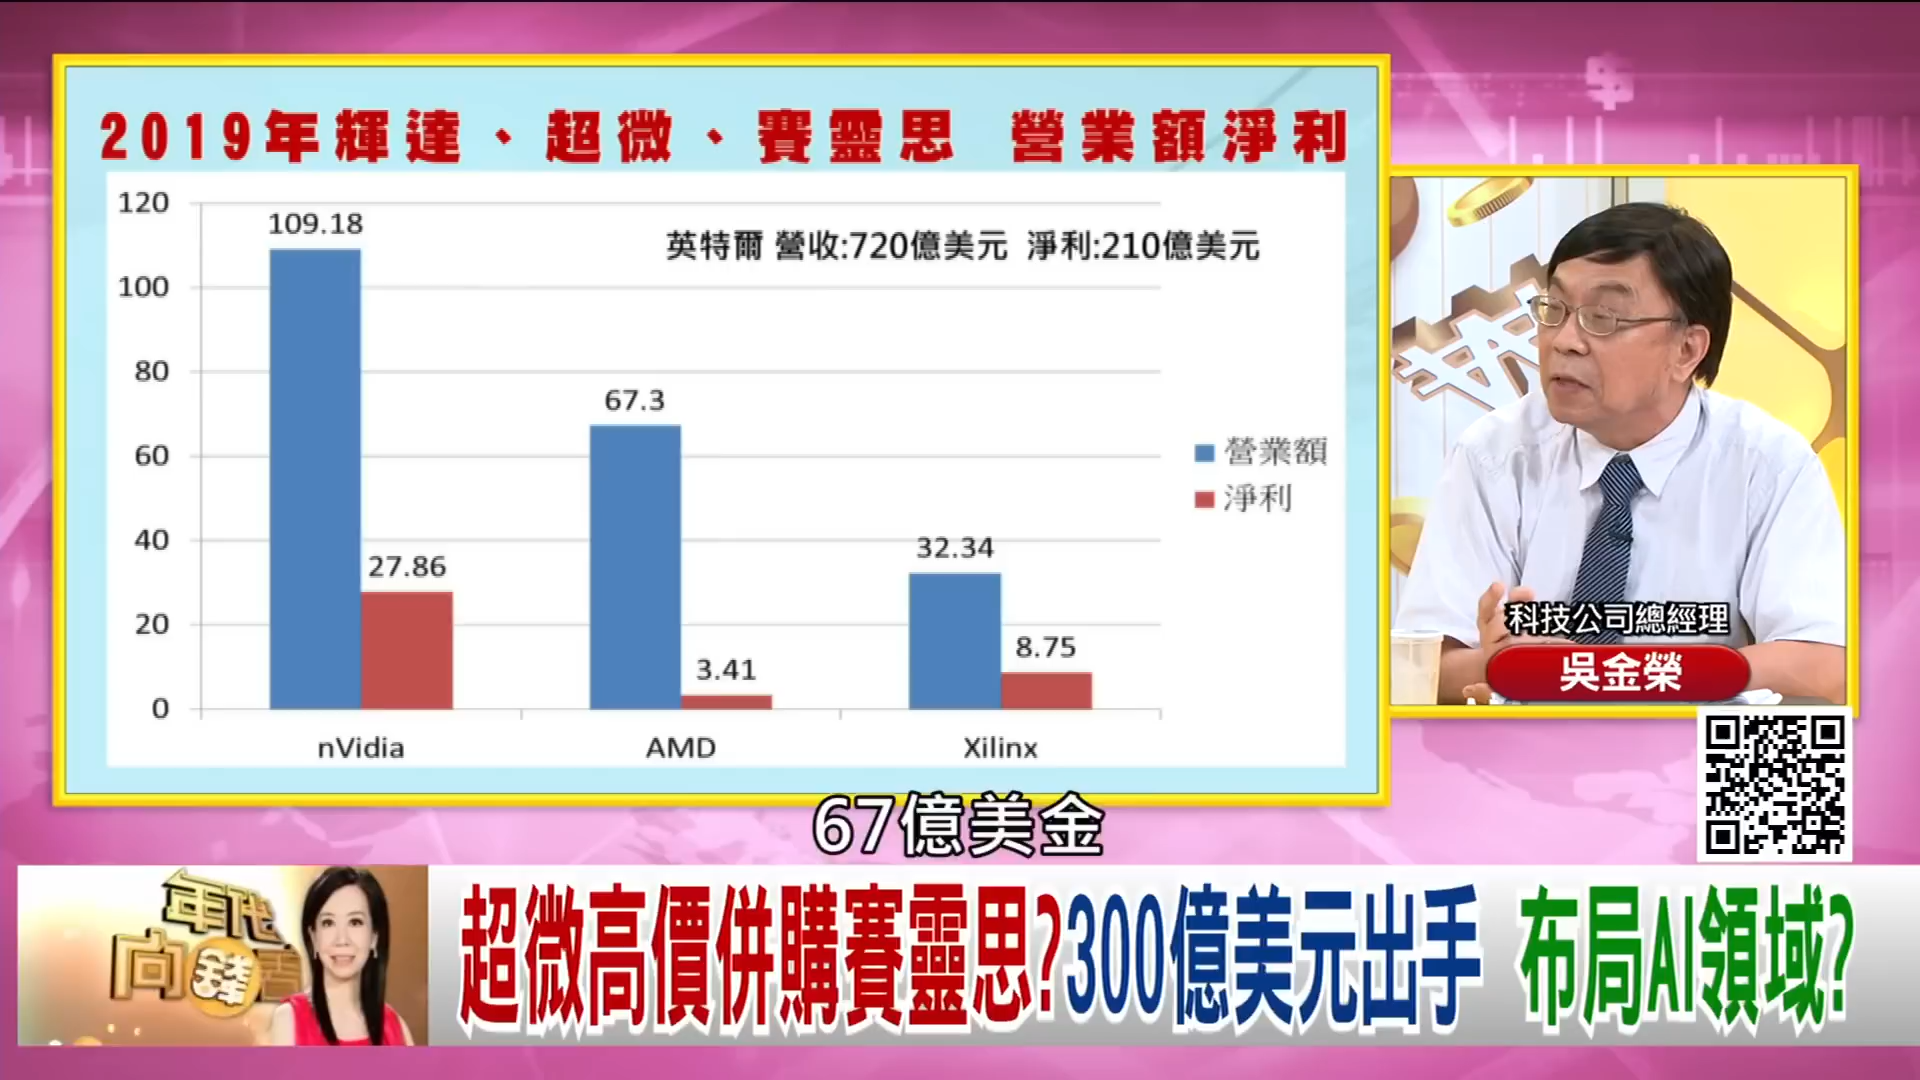 2019年輝達、超微、賽靈思 營業額淨利
英特爾 營收:720億美元 淨利:210億美元
120
100
80
60
40
20
0
109.18
27.86
67.3
3.41
32.34
8.75
nVidia
AMD
Xilinx
營業額
淨利
科技公司總經理
吳金榮
67億美金
年代
向錢看
超微高價併購賽靈思?300億美元出手 布局AI領域?